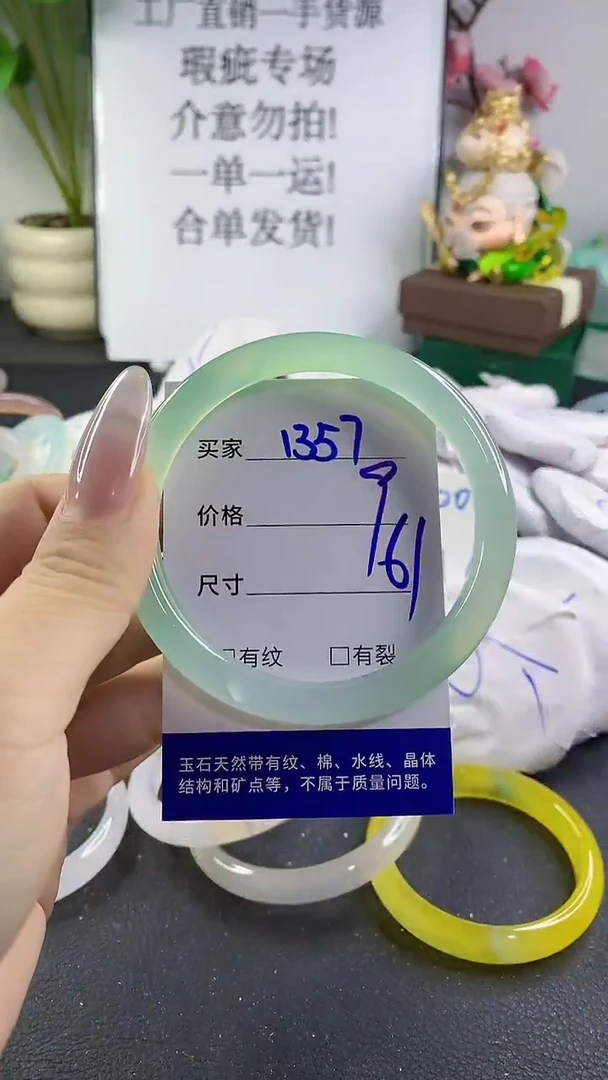 工厂直销一手货源
瑕疵专场
介意勿拍!
一单一运!
合单发货!
买家 1357
价格
9
尺寸 61
□有纹 □有裂
玉石天然带有纹、棉、水线、晶体
结构和矿点等，不属于质量问题。